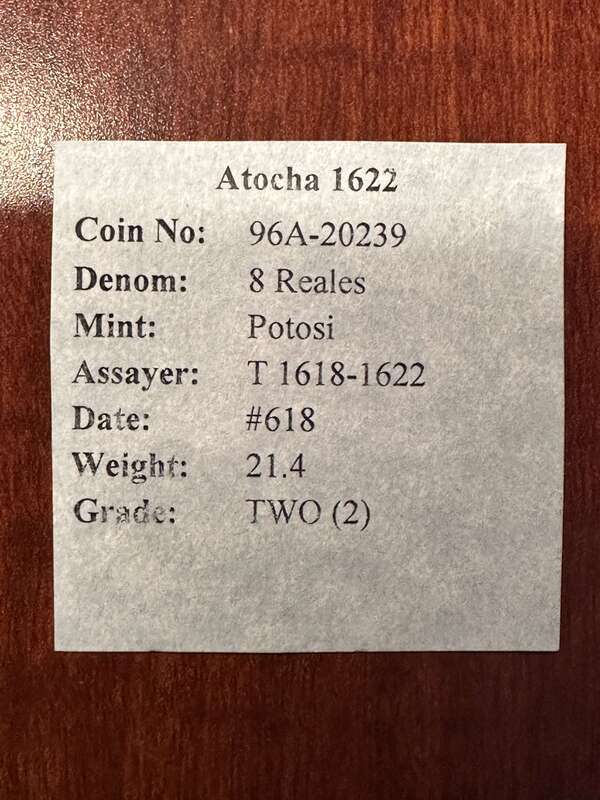 Atocha 1622
Coin No: 96A-20239
Denom: 8 Reales
Mint: Potosi
Assayer: T 1618-1622
Date: #618
Weight: 21.4
Grade: TWO (2)